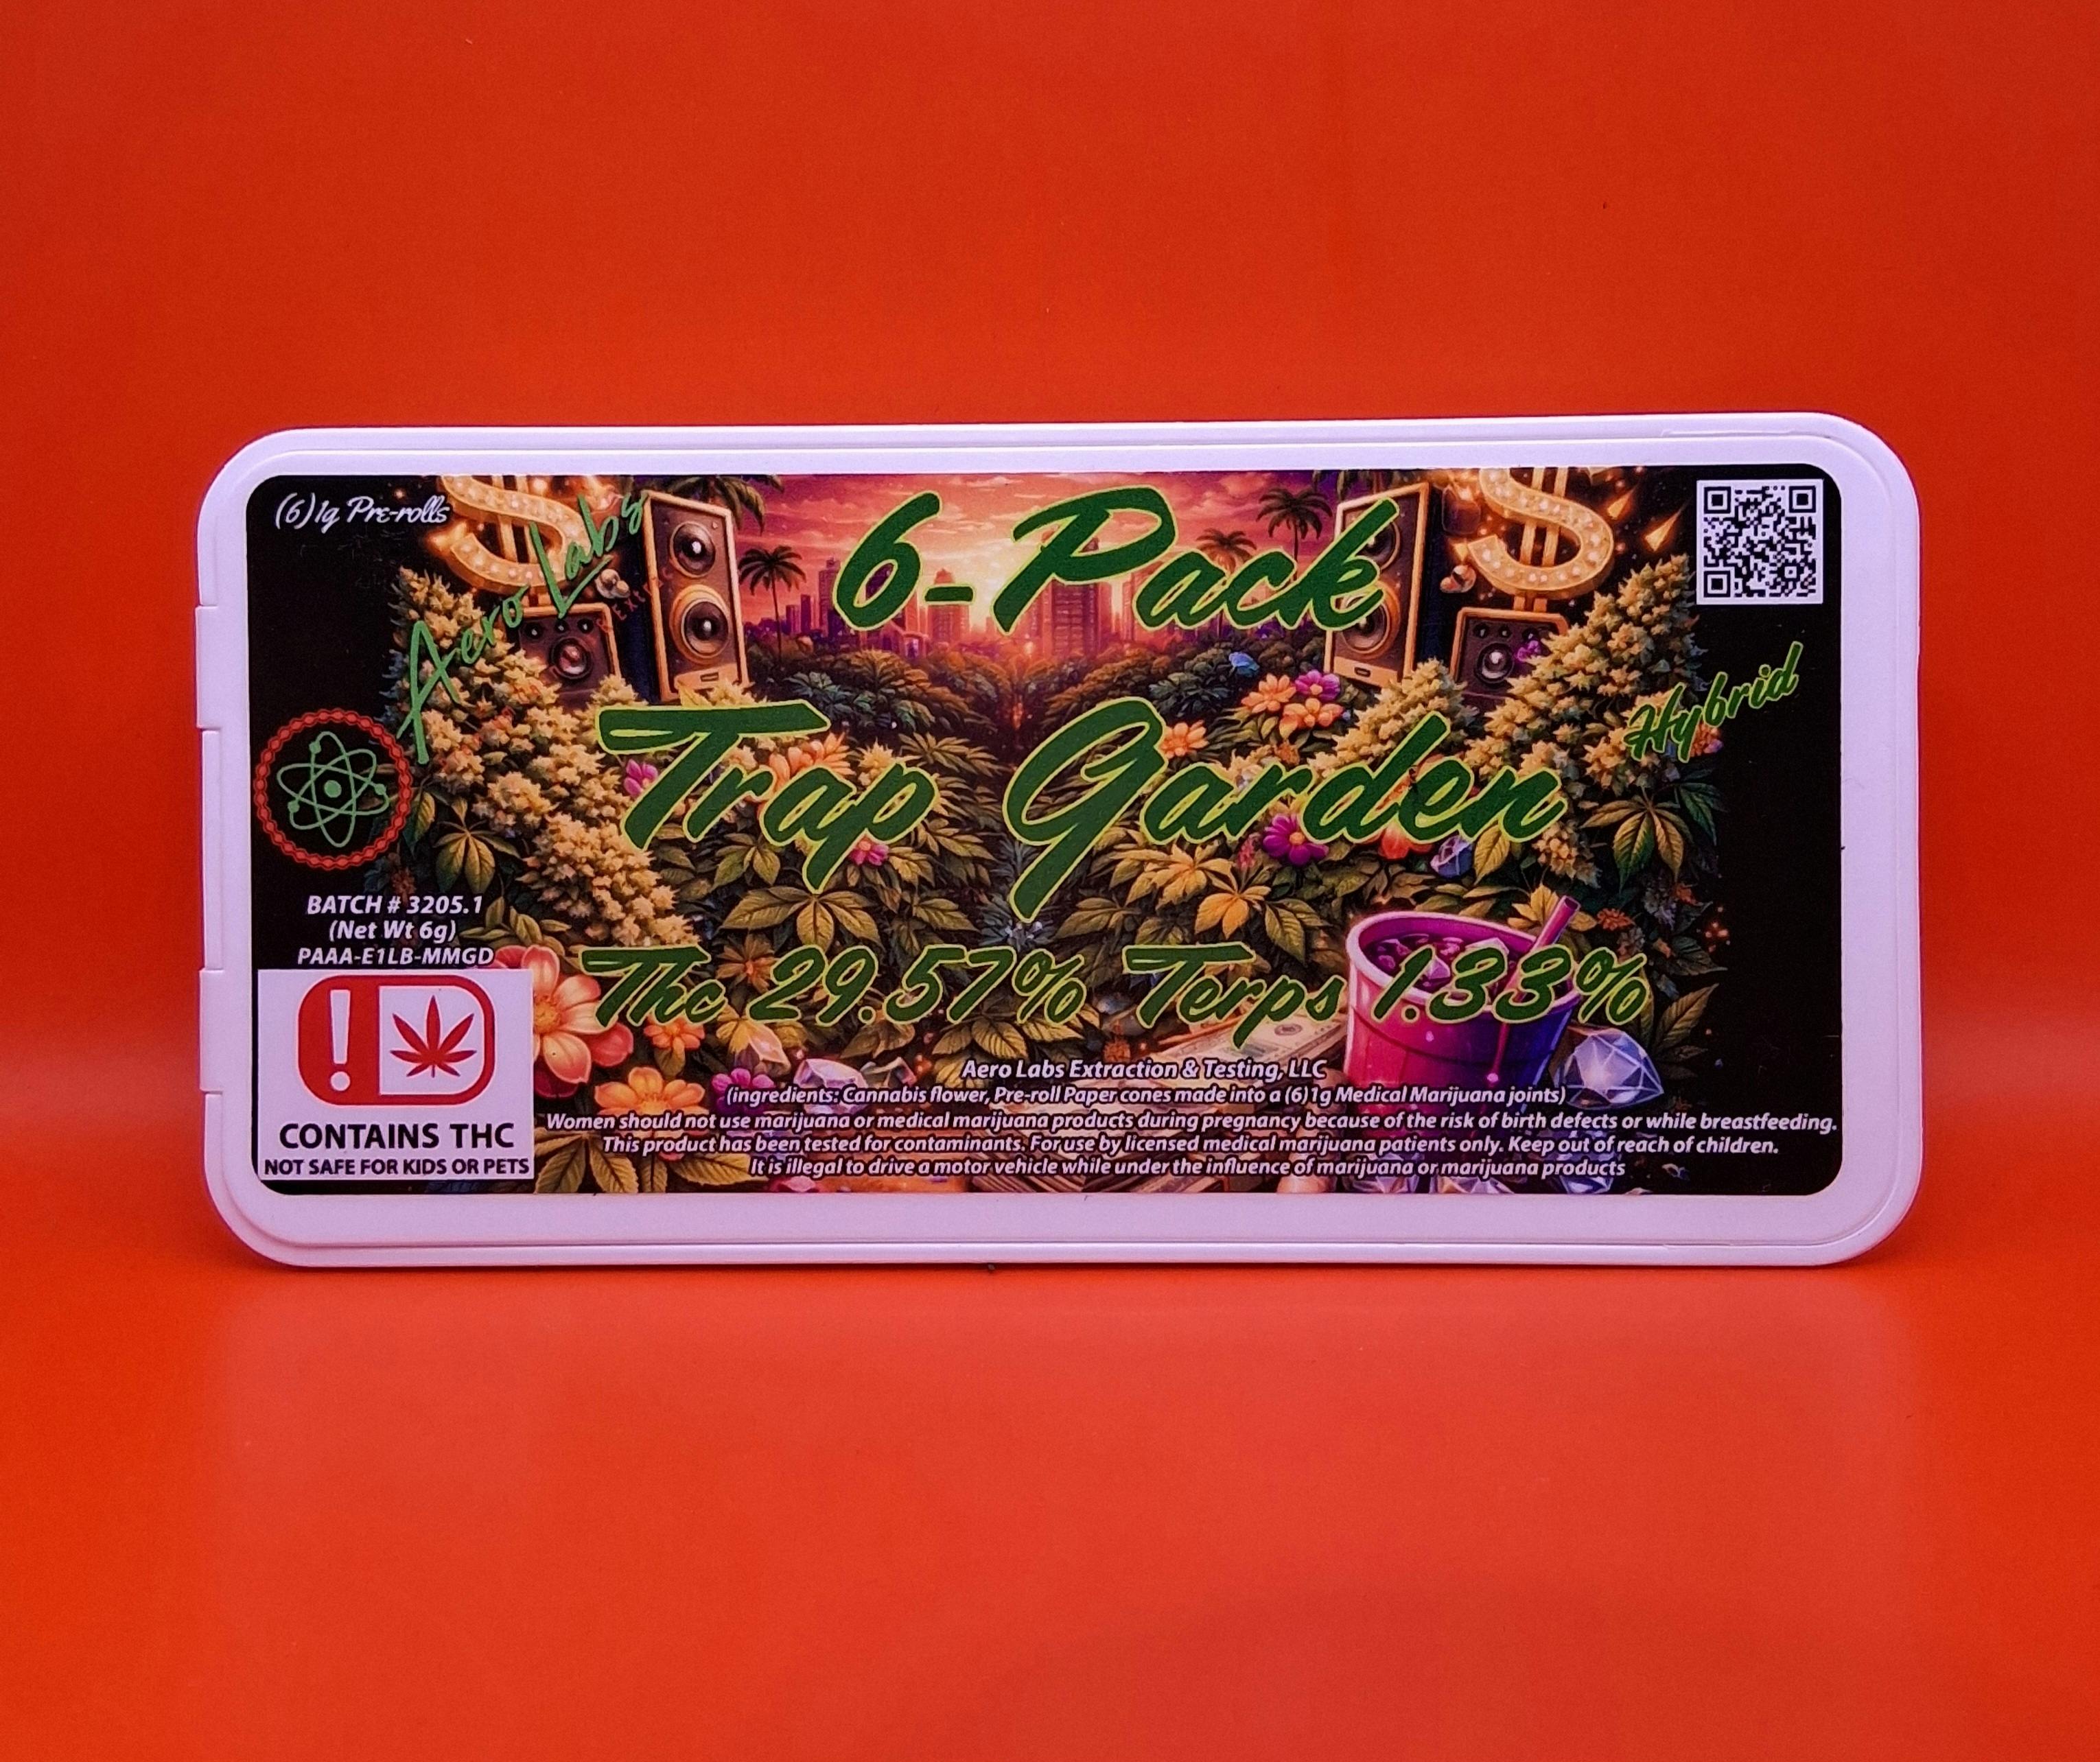 (6)1g Pre-rolls
Aero Labs
6-Pack
Hybrid
Trap Garden
BATCH # 3205.1
(Net Wt 6g)
PAAA-E1LB-MMGD
Thc 29.57% Terps 1.33%
CONTAINS THC
NOT SAFE FOR KIDS OR PETS
Aero Labs Extraction & Testing, LLC
(ingredients: Cannabis flower, Pre-roll Paper cones made into a (6)1g Medical Marijuana joints)
Women should not use marijuana or medical marijuana products during pregnancy because of the risk of birth defects or while breastfeeding.
This product has been tested for contaminants. For use by licensed medical marijuana patients only. Keep out of reach of children.
It is illegal to drive a motor vehicle while under the influence of marijuana or marijuana products